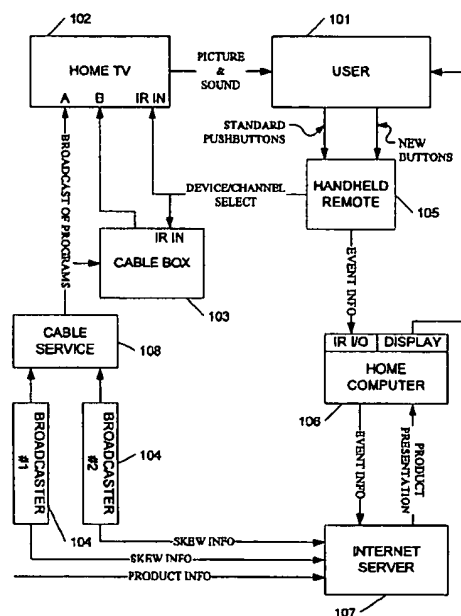 102
101
HOME TV
A B IR IN
PICTURE
&
SOUND
USER
STANDARD
PUSHBUTTONS
NEW
BUTTONS
BROADCAST OF PROGRAMS
DEVICE/CHANNEL
SELECT
HANDHELD
REMOTE
105
IR IN
CABLE BOX
103
EVENT INFO
CABLE
SERVICE
108
IR I/O DISPLAY
HOME
COMPUTER
106
BROADCASTER
#1
BROADCASTER
#2
104
104
EVENT INFO
PRODUCT
PRESENTATION
SKEW INFO
SKEW INFO
PRODUCT INFO
INTERNET
SERVER
107